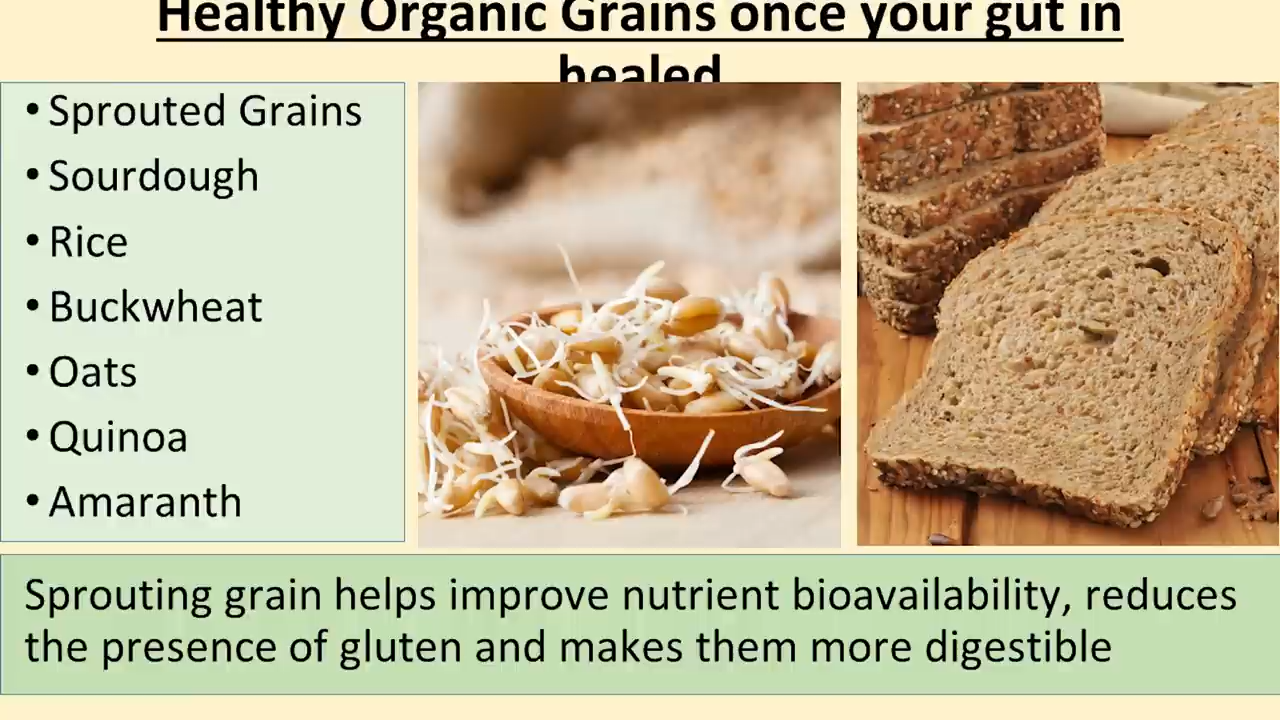 Healthy Organic Grains once your gut in
healed
• Sprouted Grains
• Sourdough
• Rice
• Buckwheat
• Oats
• Quinoa
• Amaranth
Sprouting grain helps improve nutrient bioavailability, reduces
the presence of gluten and makes them more digestible